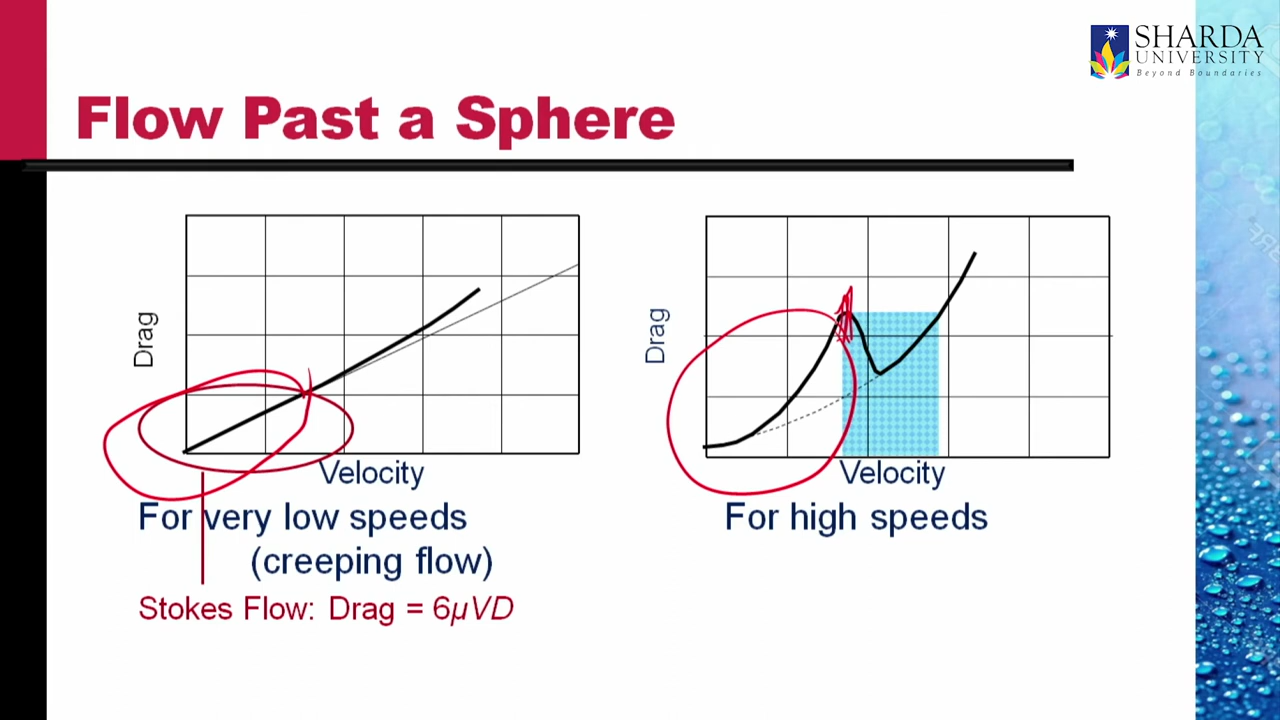 SHARDA
UNIVERSITY
Beyond Boundaries
Flow Past a Sphere
Drag
Velocity
For very low speeds
(creeping flow)
Stokes Flow: Drag = 6μVD
Drag
Velocity
For high speeds